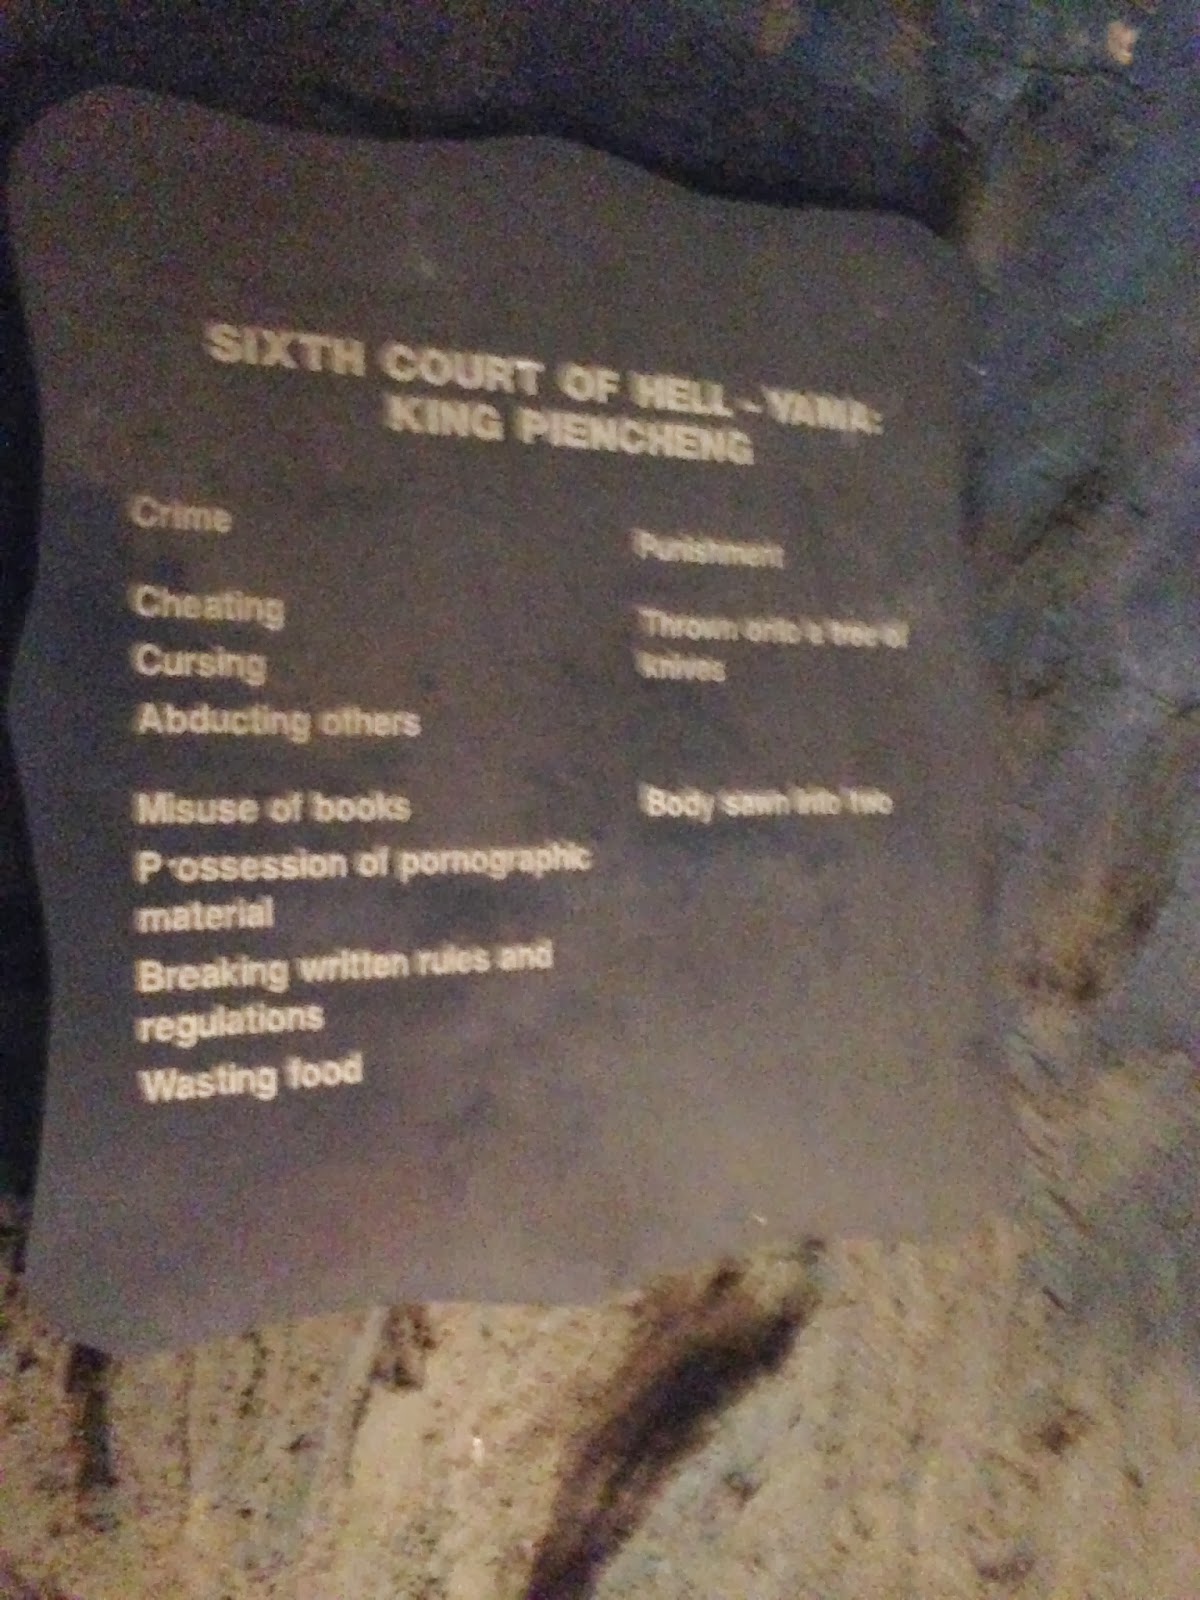 SIXTH COURT OF HELL - YAMA:
KING PIENCHENG
Crime
Punishment
Cheating
Cursing
Abducting others
Thrown onto a tree of
knives
Misuse of books
Possession of pornographic
material
Breaking written rules and
regulations
Wasting food
Body sawn into two